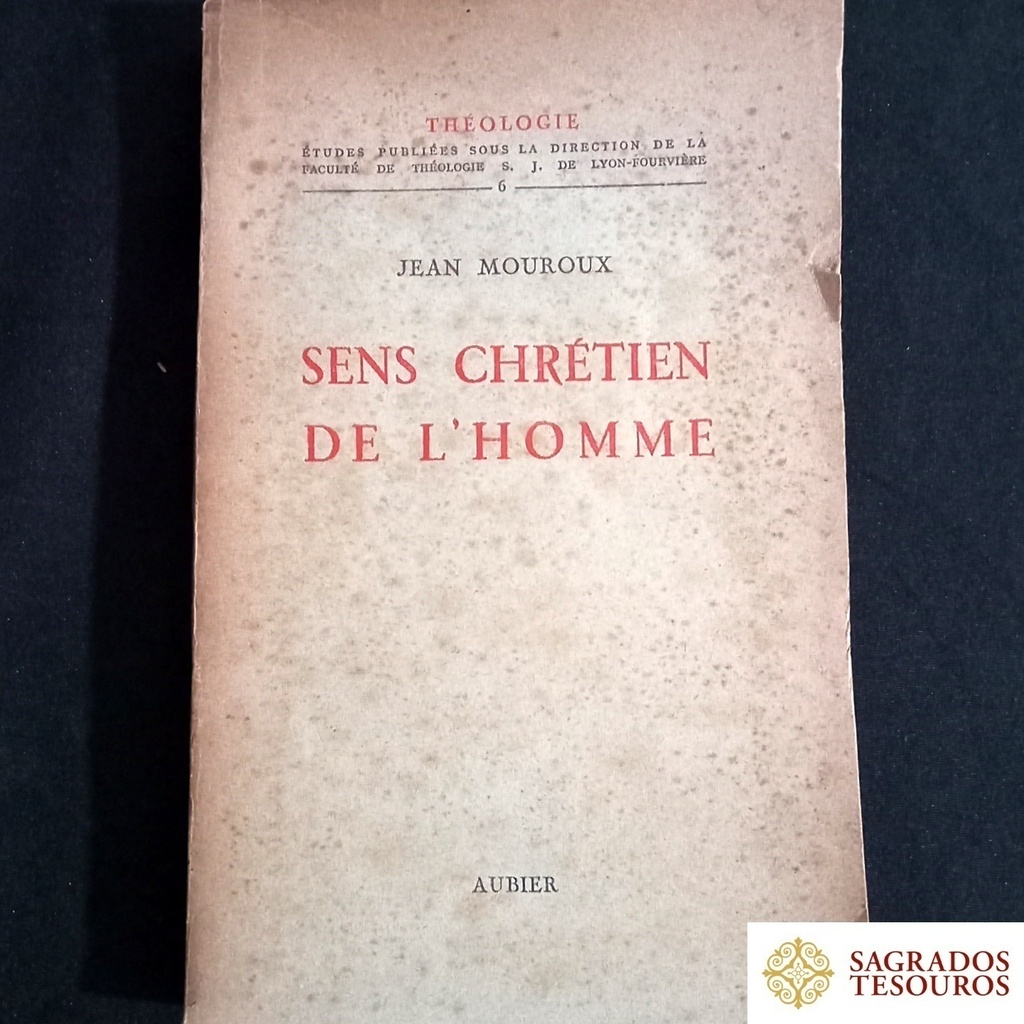 THÉOLOGIE
ÉTUDES PUBLIÉES SOUS LA DIRECTION DE LA
FACULTÉ DE THÉOLOGIE S. J. DE LYON-FOURVIÈRE
6
JEAN MOUROUX
SENS CHRÉTIEN
DE L'HOMME
AUBIER
SAGRADOS
TESOUROS